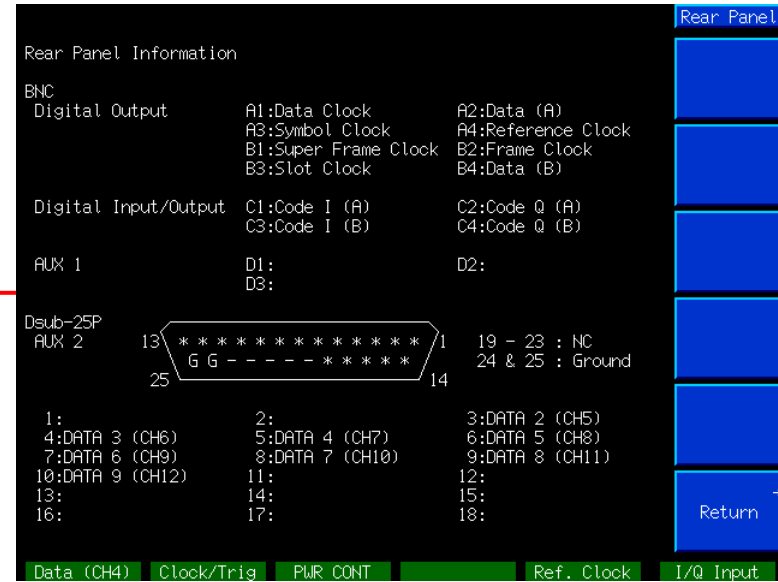 Rear Panel
Rear Panel Information
BNC
Digital Output A1:Data Clock A2:Data (A)
A3:Symbol Clock A4:Reference Clock
B1:Super Frame Clock B2:Frame Clock
B3:Slot Clock B4:Data (B)
Digital Input/Output C1:Code I (A) C2:Code Q (A)
C3:Code I (B) C4:Code Q (B)
AUX 1 D1: D2:
D3:
Dsub-25P
AUX 2 13 * * * * * * * * * * * * * 1 19 - 23 : NC
G G - - - - - * * * * * 24 & 25 : Ground
25 14
1: 2: 3:DATA 2 (CH5)
4:DATA 3 (CH6) 5:DATA 4 (CH7) 6:DATA 5 (CH8)
7:DATA 6 (CH9) 8:DATA 7 (CH10) 9:DATA 8 (CH11)
10:DATA 9 (CH12) 11: 12:
13: 14: 15:
16: 17: 18:
Return
Data (CH4) Clock/Trig PWR CONT Ref. Clock I/Q Input